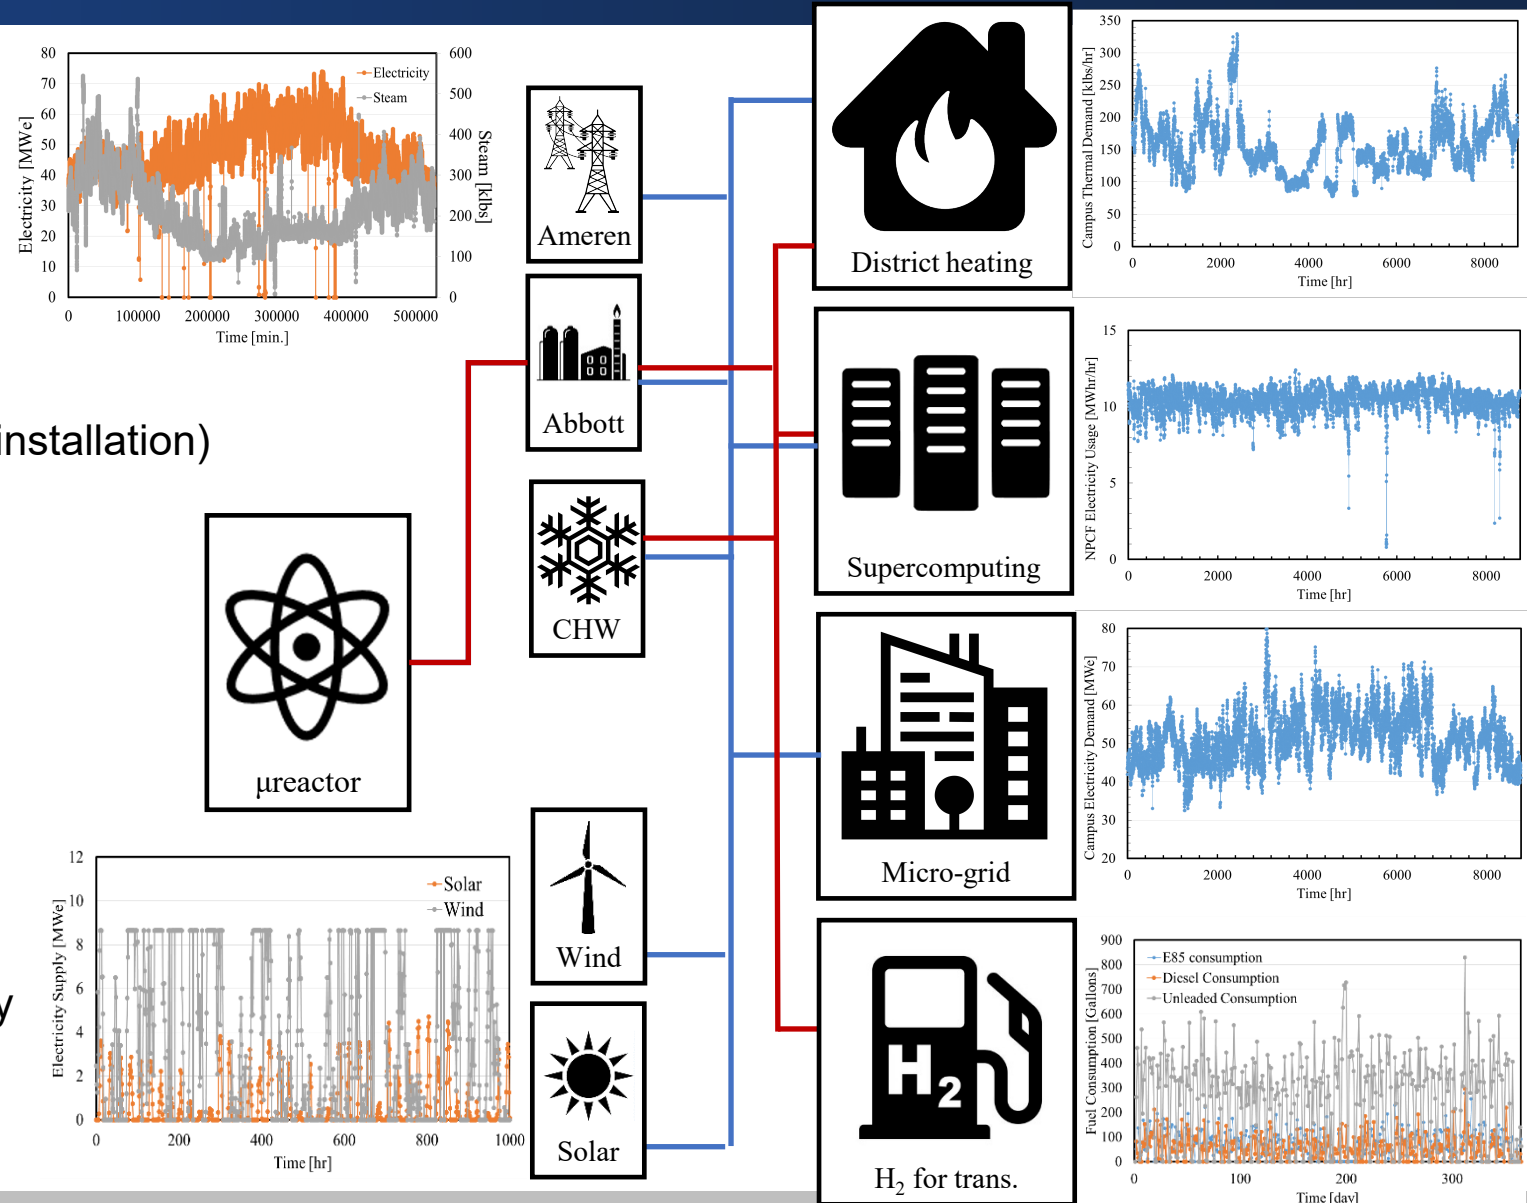 80
70
60
50
40
30
20
10
0
Electricity [MWe]
Electricity
Steam
600
500
400
300
200
100
0
Steam [klbs]
0
100000
200000
300000
400000
500000
Time [min.]
installation)
μreactor
12
10
8
6
4
2
0
Electricity Supply [MWe]
Solar
Wind
0
200
400
600
800
1000
Time [hr]
y
Ameren
Abbott
CHW
Wind
Solar
District heating
Supercomputing
Micro-grid
H2
H₂ for trans.
350
300
250
200
150
100
50
0
Campus Thermal Demand [klbs/hr]
0
2000
4000
6000
8000
Time [hr]
15
10
5
0
NPCF Electricity Usage [MWhr/hr]
0
2000
4000
6000
8000
Time [hr]
80
70
60
50
40
30
20
Campus Electricity Demand [MWe]
0
2000
4000
6000
8000
Time [hr]
900
800
700
600
500
400
300
200
100
0
Fuel Consumption [Gallons]
E85 consumption
Diesel Consumption
Unleaded Consumption
0
100
200
300
Time [day]